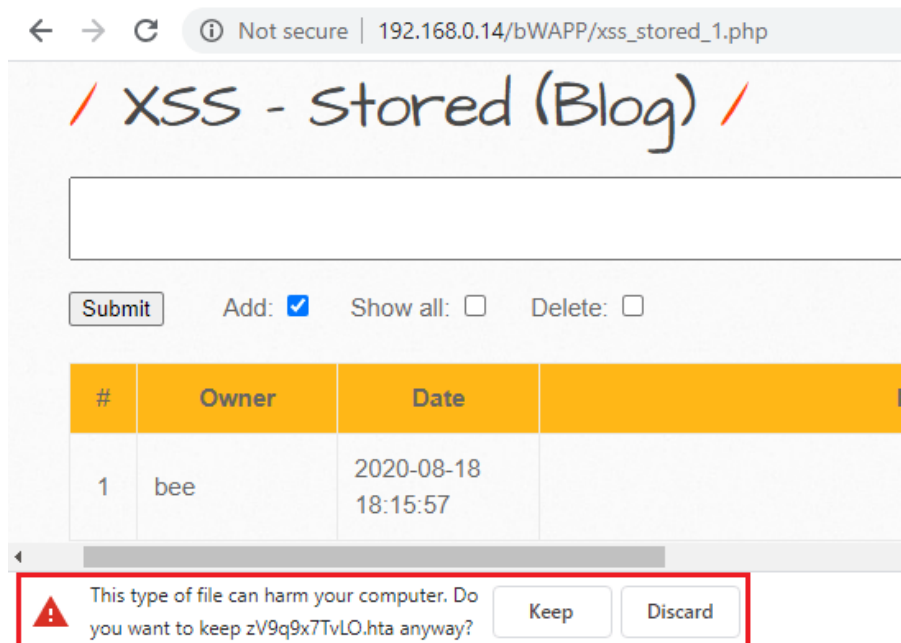 Not secure | 192.168.0.14/bWAPP/xss_stored_1.php
/ XSS - Stored (Blog) /
Submit Add: Show all: Delete:
# Owner Date
1 bee 2020-08-18
18:15:57
This type of file can harm your computer. Do
you want to keep zV9q9x7TvLO.hta anyway?
Keep Discard